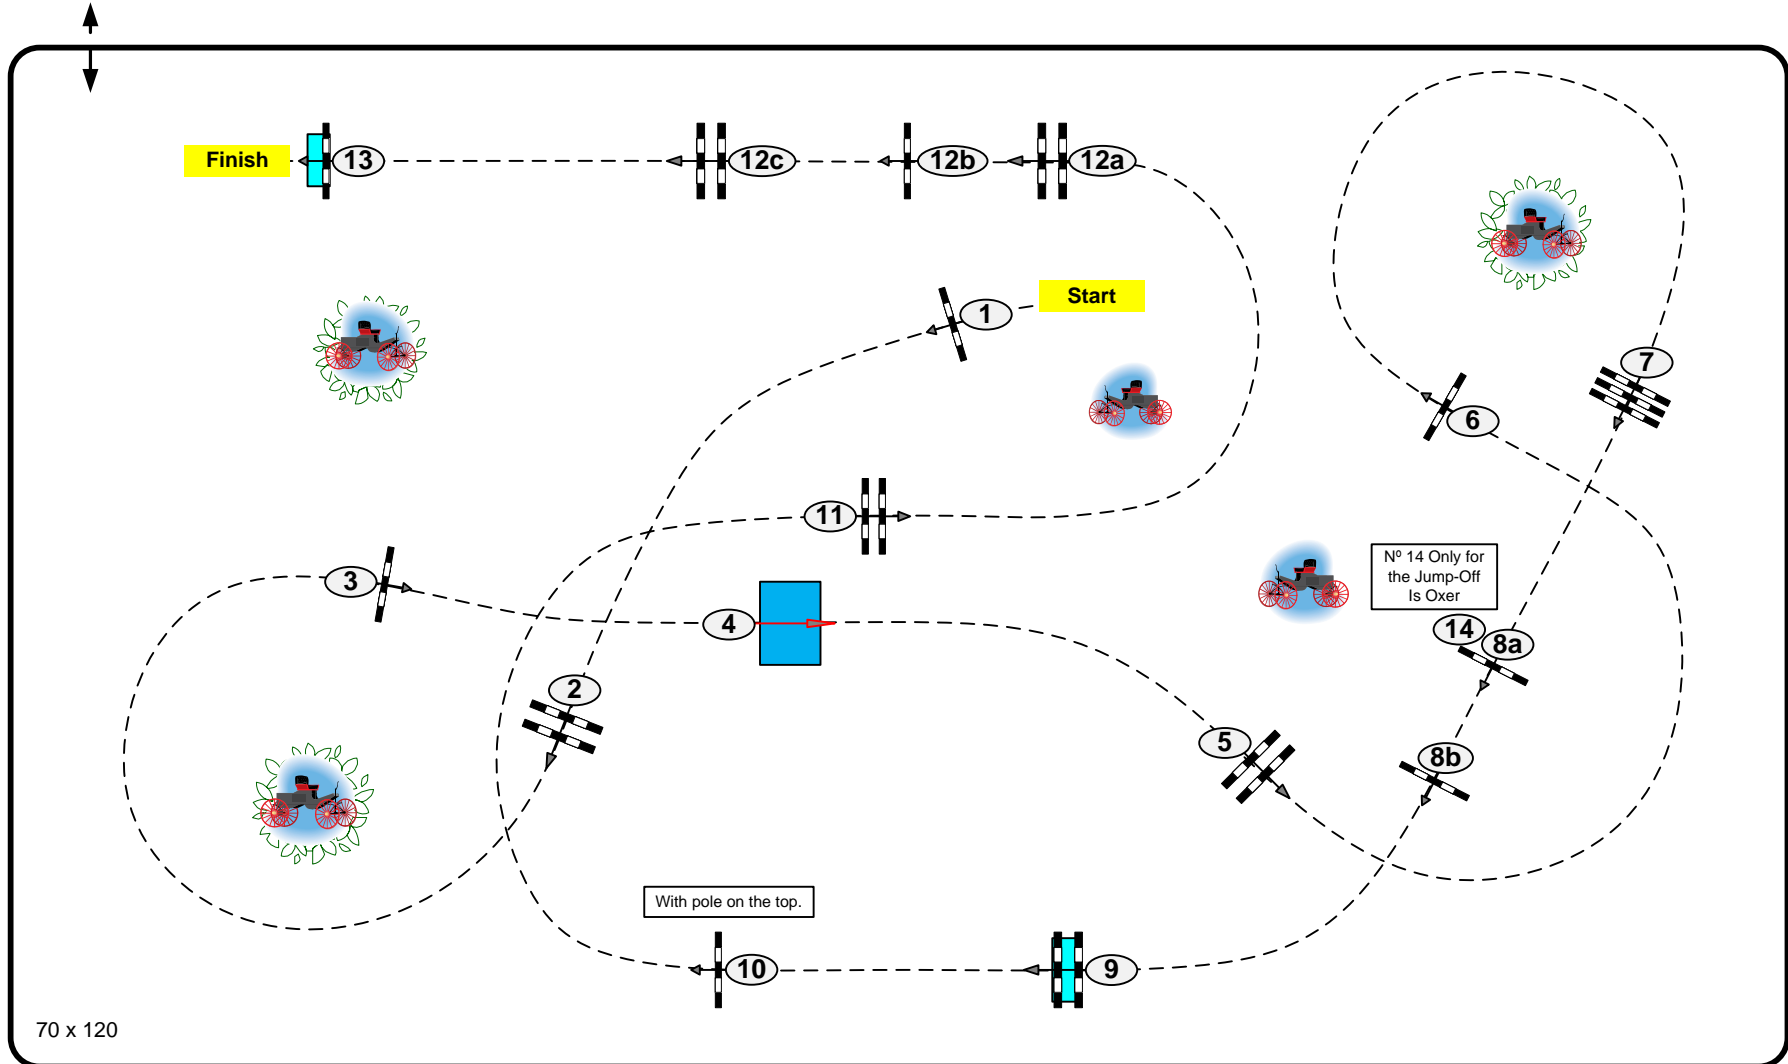 Finish
13
12c
12b
12a
Start
1
7
6
11
Nº 14 Only for
the Jump-Off
Is Oxer
3
4
14
8a
2
5
8b
With pole on the top.
10
9
70 x 120